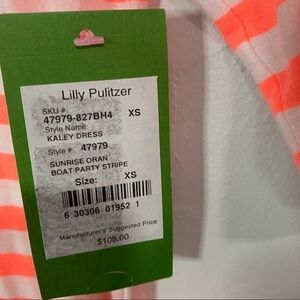 Lilly Pulitzer
SKU #
47979-827BH4 XS
Style Name:
KALEY DRESS
Style # 47979
SUNRISE ORAN
BOAT PARTY STRIPE
Size: XS
6 30306 01952 1
Manufacturer's Suggested Price
$108.00